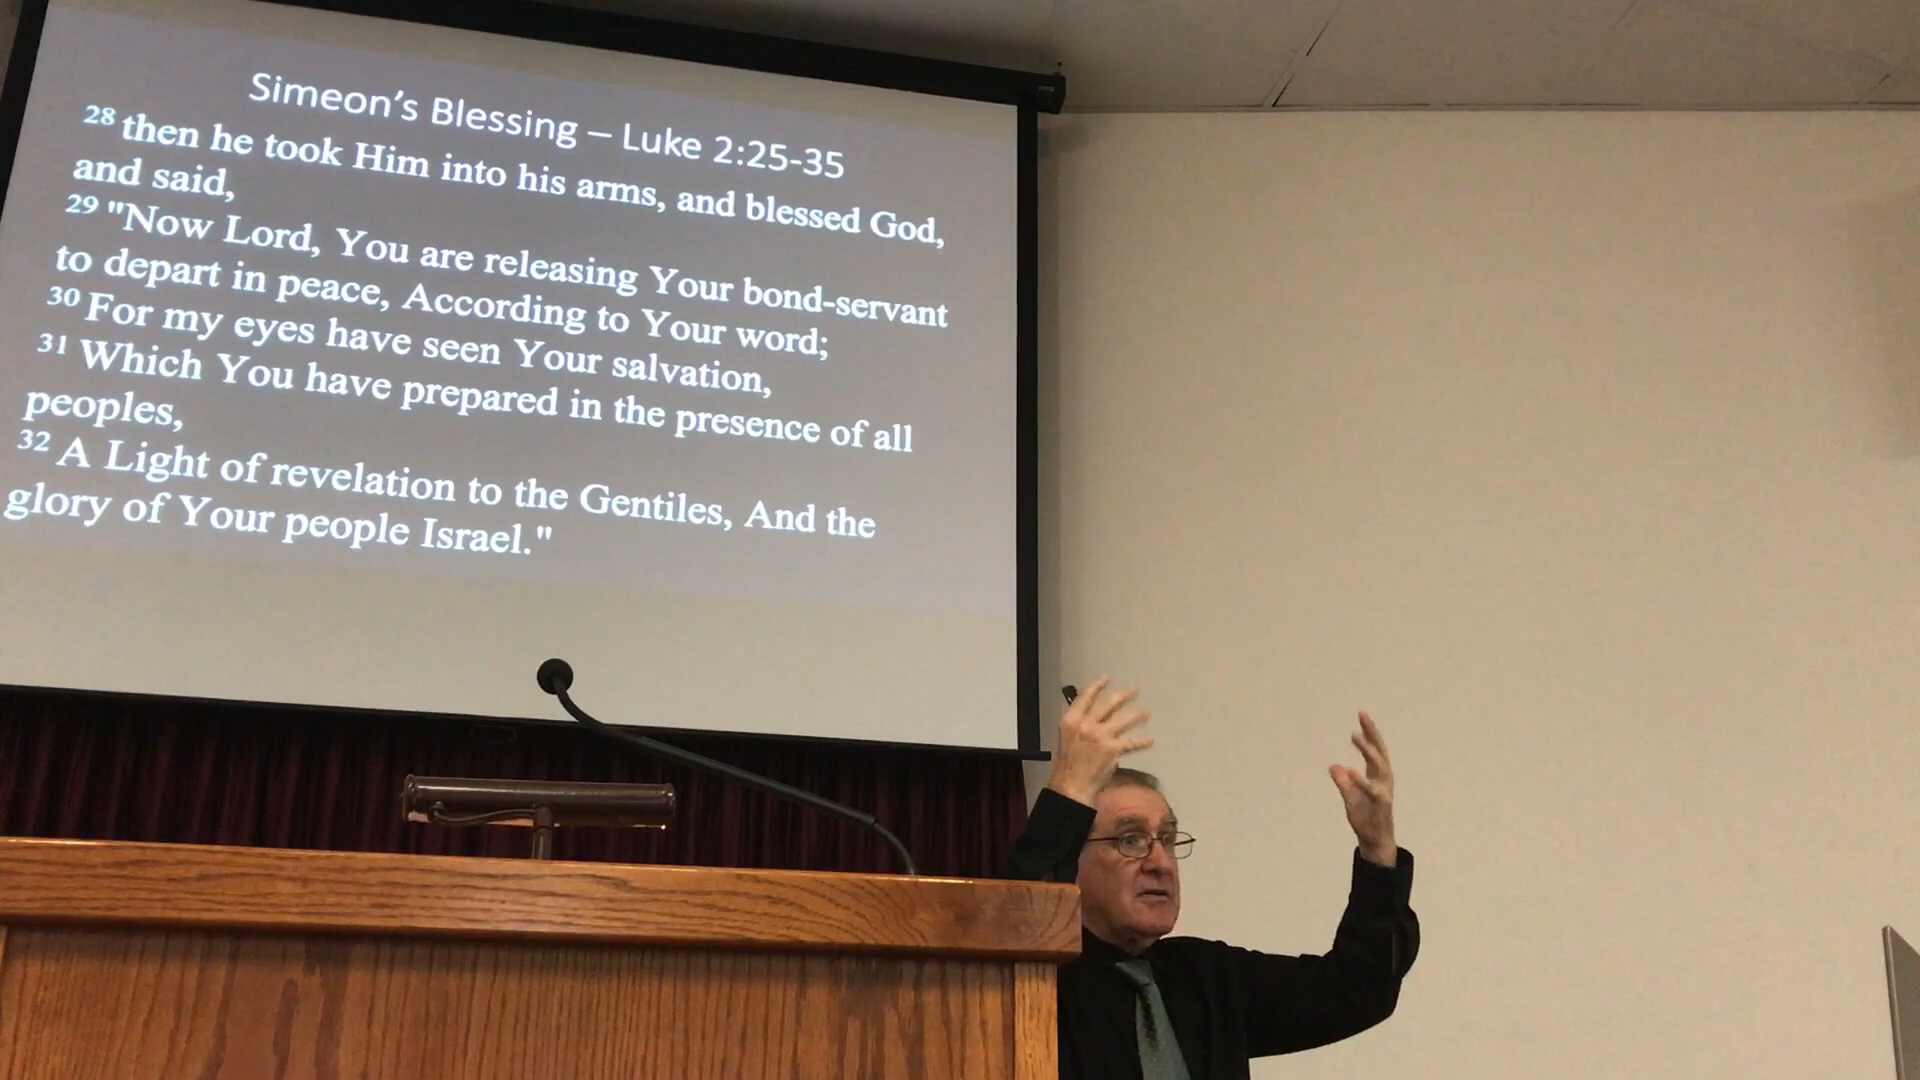 Simeon's Blessing – Luke 2:25-35
28 then he took Him into his arms, and blessed God,
and said,
29 "Now Lord, You are releasing Your bond-servant
to depart in peace, According to Your word;
30 For my eyes have seen Your salvation,
31 Which You have prepared in the presence of all
peoples,
32 A Light of revelation to the Gentiles, And the
glory of Your people Israel."